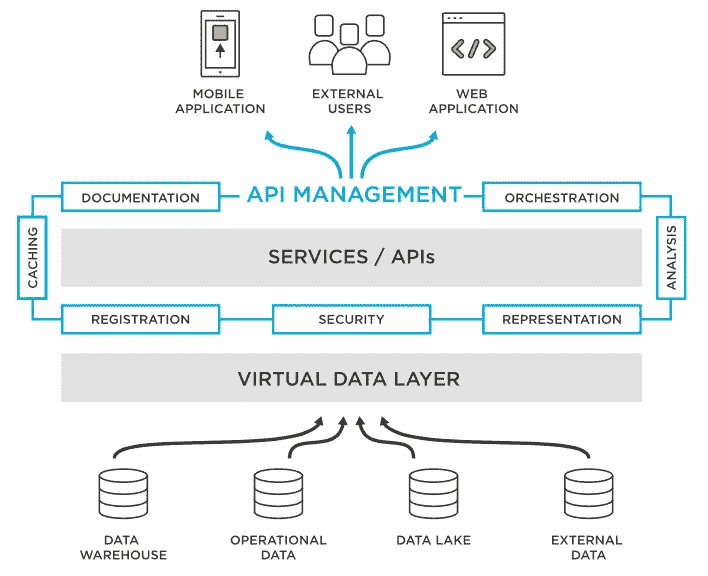 MOBILE
APPLICATION
EXTERNAL
USERS
</>
WEB
APPLICATION
DOCUMENTATION
API MANAGEMENT
ORCHESTRATION
CACHING
SERVICES / APIs
ANALYSIS
REGISTRATION
SECURITY
REPRESENTATION
VIRTUAL DATA LAYER
DATA
WAREHOUSE
OPERATIONAL
DATA
DATA LAKE
EXTERNAL
DATA